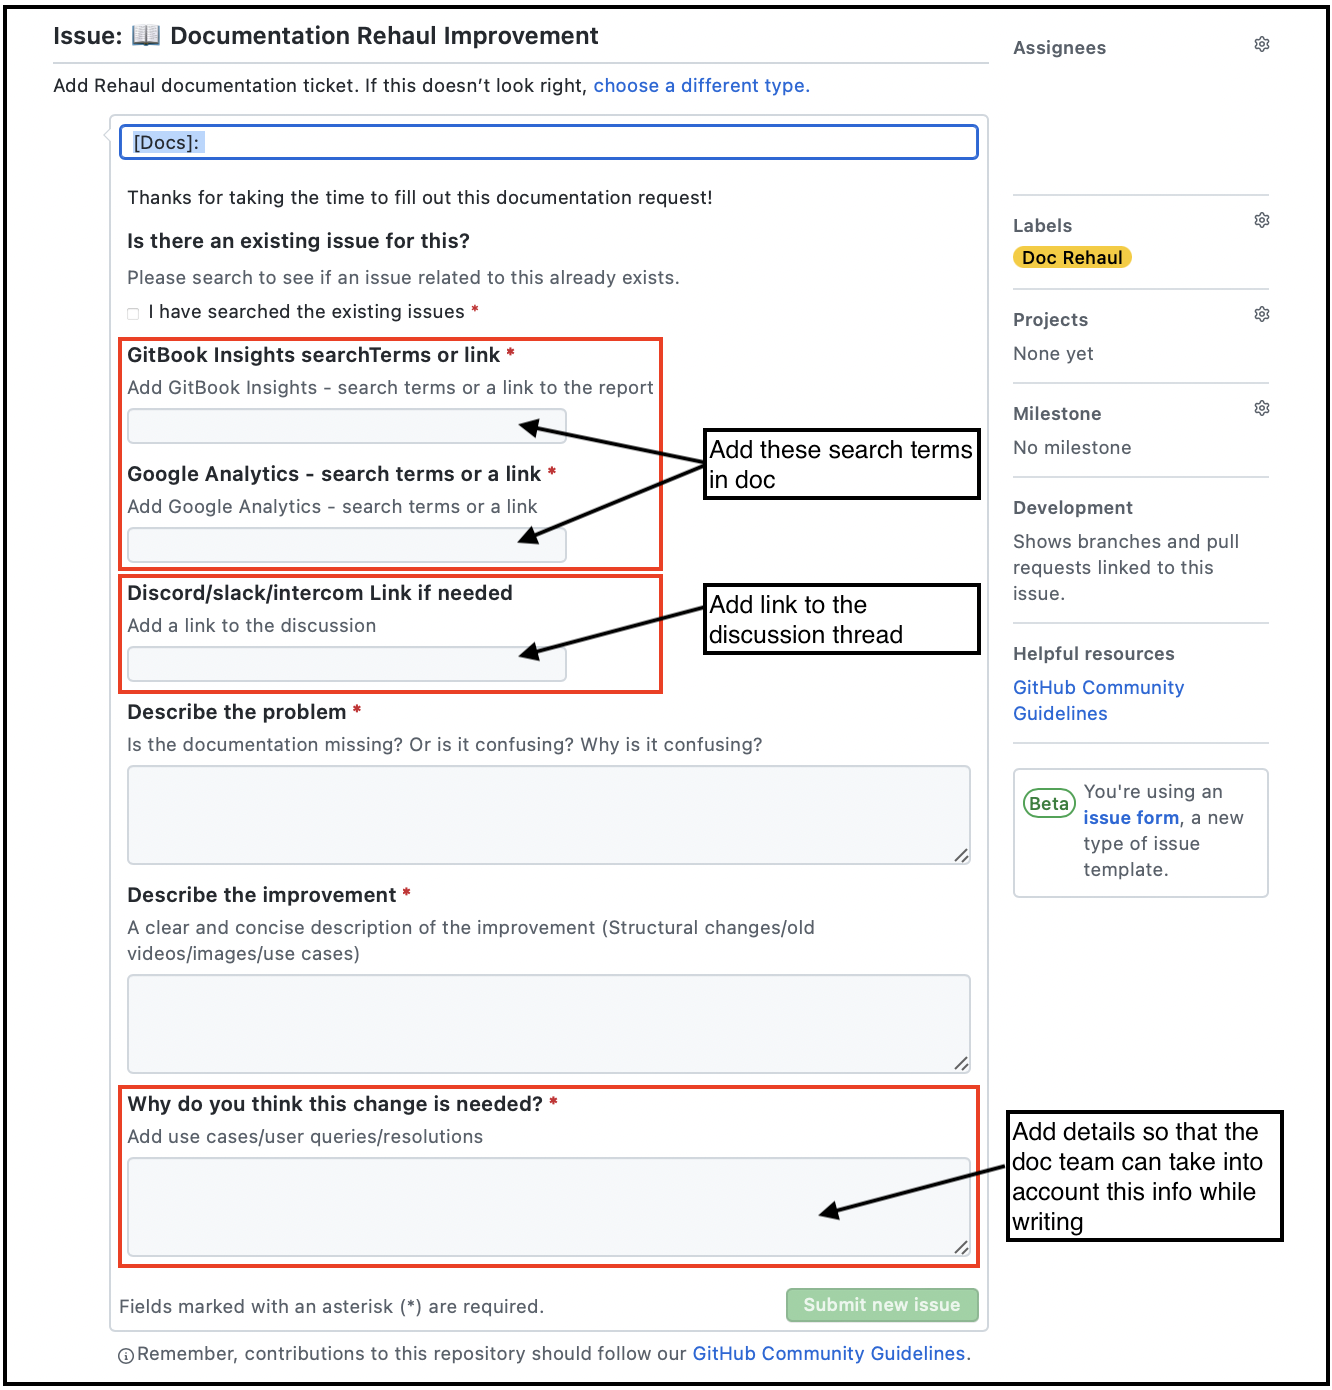 Issue: 📖 Documentation Rehaul Improvement
Add Rehaul documentation ticket. If this doesn’t look right, choose a different type.
[Docs]:
Thanks for taking the time to fill out this documentation request!
Is there an existing issue for this?
Please search to see if an issue related to this already exists.
I have searched the existing issues *
GitBook Insights searchTerms or link *
Add GitBook Insights - search terms or a link to the report
Google Analytics - search terms or a link *
Add Google Analytics - search terms or a link
Add these search terms
in doc
Discord/slack/intercom Link if needed
Add a link to the discussion
Add link to the
discussion thread
Describe the problem *
Is the documentation missing? Or is it confusing? Why is it confusing?
Describe the improvement *
A clear and concise description of the improvement (Structural changes/old
videos/images/use cases)
Why do you think this change is needed? *
Add use cases/user queries/resolutions
Add details so that the
doc team can take into
account this info while
writing
Fields marked with an asterisk (*) are required.
Submit new issue
Remember, contributions to this repository should follow our GitHub Community Guidelines.
Assignees
Labels
Doc Rehaul
Projects
None yet
Milestone
No milestone
Development
Shows branches and pull
requests linked to this
issue.
Helpful resources
GitHub Community
Guidelines
Beta
You're using an
issue form, a new
type of issue
template.